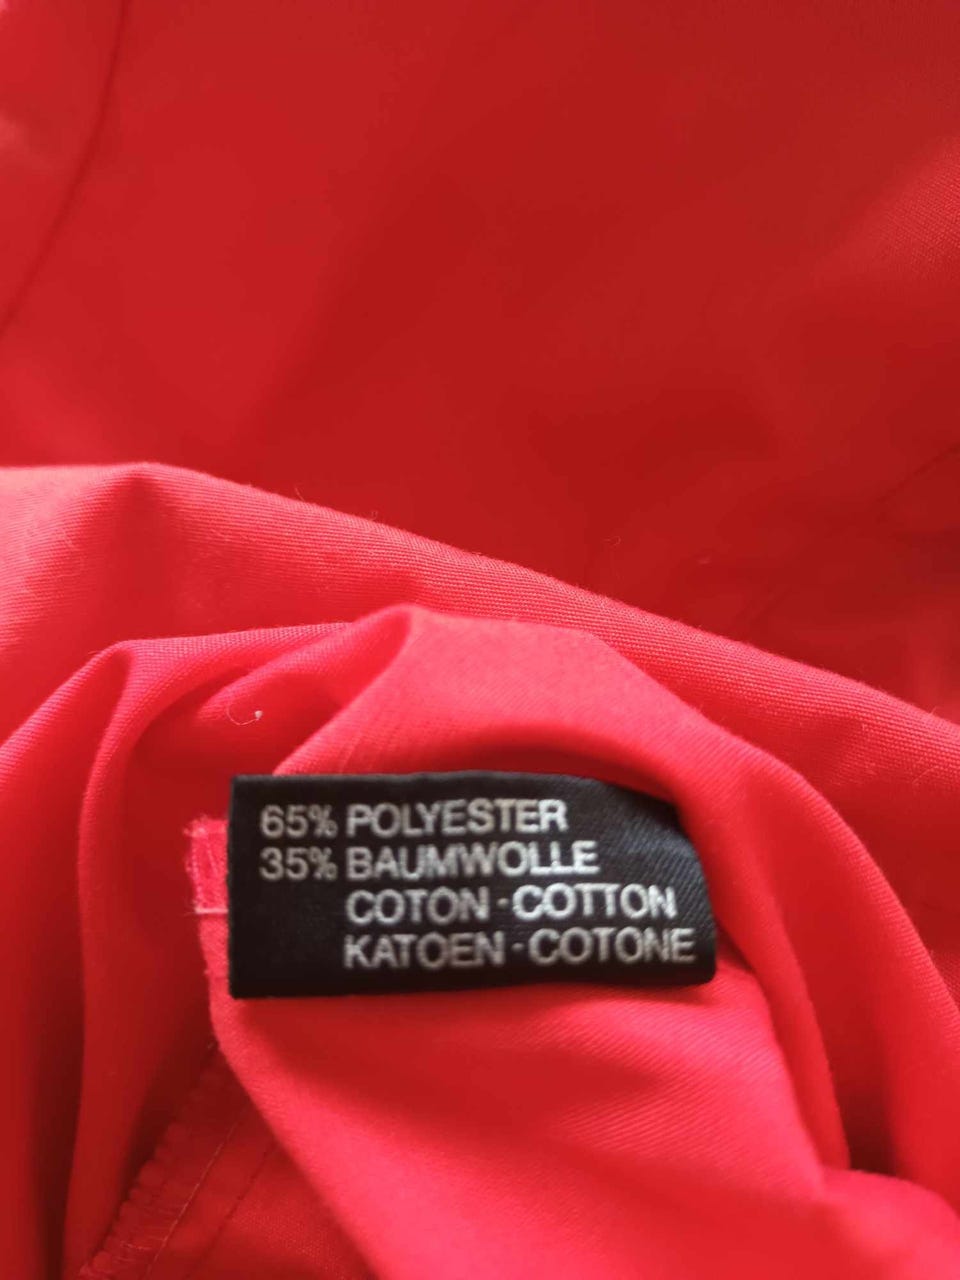 65% POLYESTER
35% BAUMWOLLE
COTON - COTTON
KATOEN - COTONE